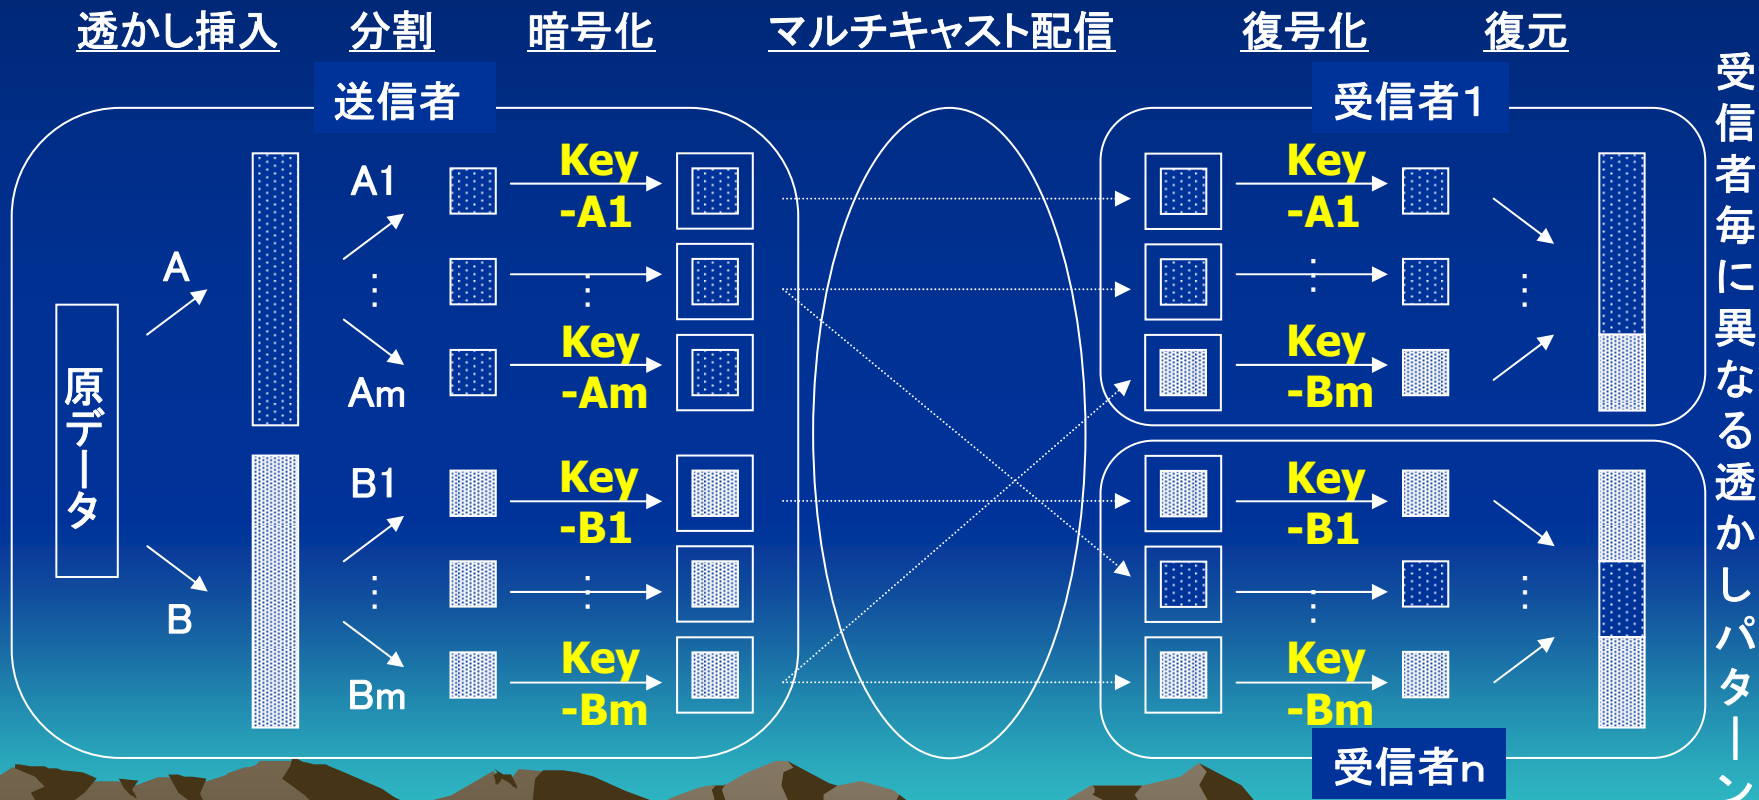 透かし挿入
分割
暗号化
マルチキャスト配信
復号化
復元
送信者
原データ
A
B
A1
⋮
Am
B1
⋮
Bm
Key
-A1
⋮
Key
-Am
Key
-B1
⋮
Key
-Bm
受信者1
Key
-A1
⋮
Key
-Bm
⋮
Key
-B1
⋮
Key
-Bm
⋮
受信者n
受信者毎に異なる透かしパターン